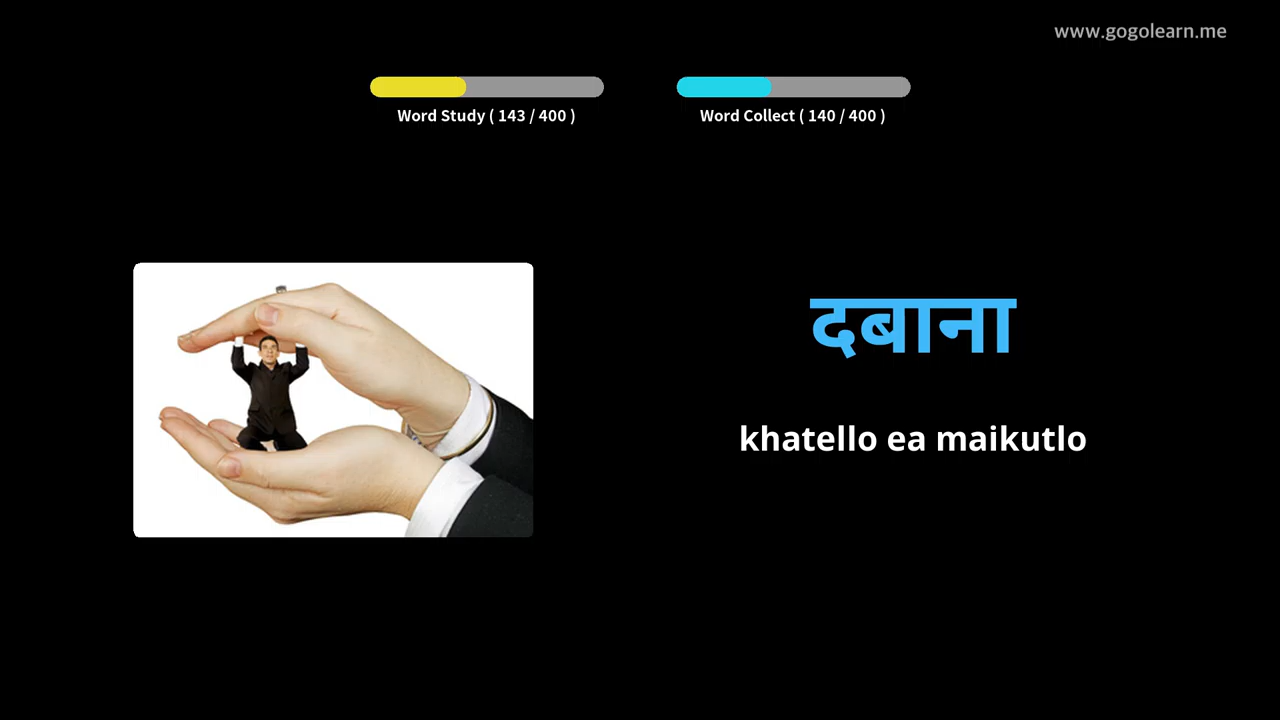 www.gogolearn.me
Word Study ( 143 / 400 )
Word Collect ( 140 / 400 )
दबाना
khatello ea maikutlo